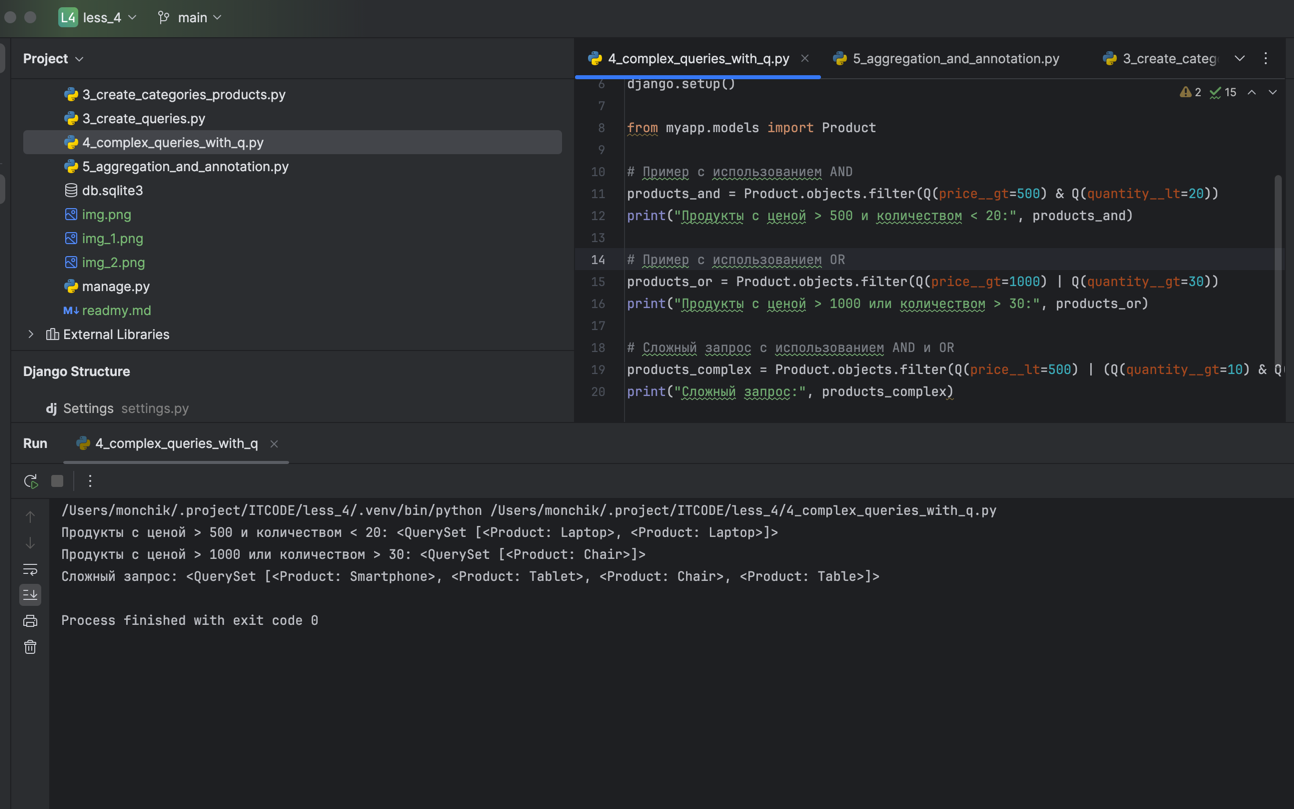 L4 less_4 main
Project
3_create_categories_products.py
3_create_queries.py
4_complex_queries_with_q.py
5_aggregation_and_annotation.py
db.sqlite3
img.png
img_1.png
img_2.png
manage.py
M↓ readmy.md
External Libraries
Django Structure
dj Settings settings.py
4_complex_queries_with_q.py 5_aggregation_and_annotation.py 3_create_categ
2 15
6 django.setup()
7
8 from myapp.models import Product
9
10 # Пример с использованием AND
11 products_and = Product.objects.filter(Q(price__gt=500) & Q(quantity__lt=20))
12 print("Продукты с ценой > 500 и количеством < 20:", products_and)
13
14 # Пример с использованием OR
15 products_or = Product.objects.filter(Q(price__gt=1000) | Q(quantity__gt=30))
16 print("Продукты с ценой > 1000 или количеством > 30:", products_or)
17
18 # Сложный запрос с использованием AND и OR
19 products_complex = Product.objects.filter(Q(price__lt=500) | (Q(quantity__gt=10) & Q
20 print("Сложный запрос:", products_complex)
Run 4_complex_queries_with_q
/Users/monchik/.project/ITCODE/less_4/.venv/bin/python /Users/monchik/.project/ITCODE/less_4/4_complex_queries_with_q.py
Продукты с ценой > 500 и количеством < 20: <QuerySet [<Product: Laptop>, <Product: Laptop>]>
Продукты с ценой > 1000 или количеством > 30: <QuerySet [<Product: Chair>]>
Сложный запрос: <QuerySet [<Product: Smartphone>, <Product: Tablet>, <Product: Chair>, <Product: Table>]>
Process finished with exit code 0